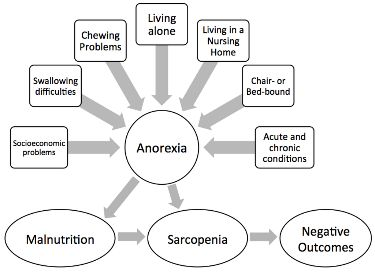 Living
alone
Chewing
Problems
Living in a
Nursing
Home
Swallowing
difficulties
Chair- or
Bed-bound
Socioeconomic
problems
Anorexia
Acute and
chronic
conditions
Malnutrition
Sarcopenia
Negative
Outcomes